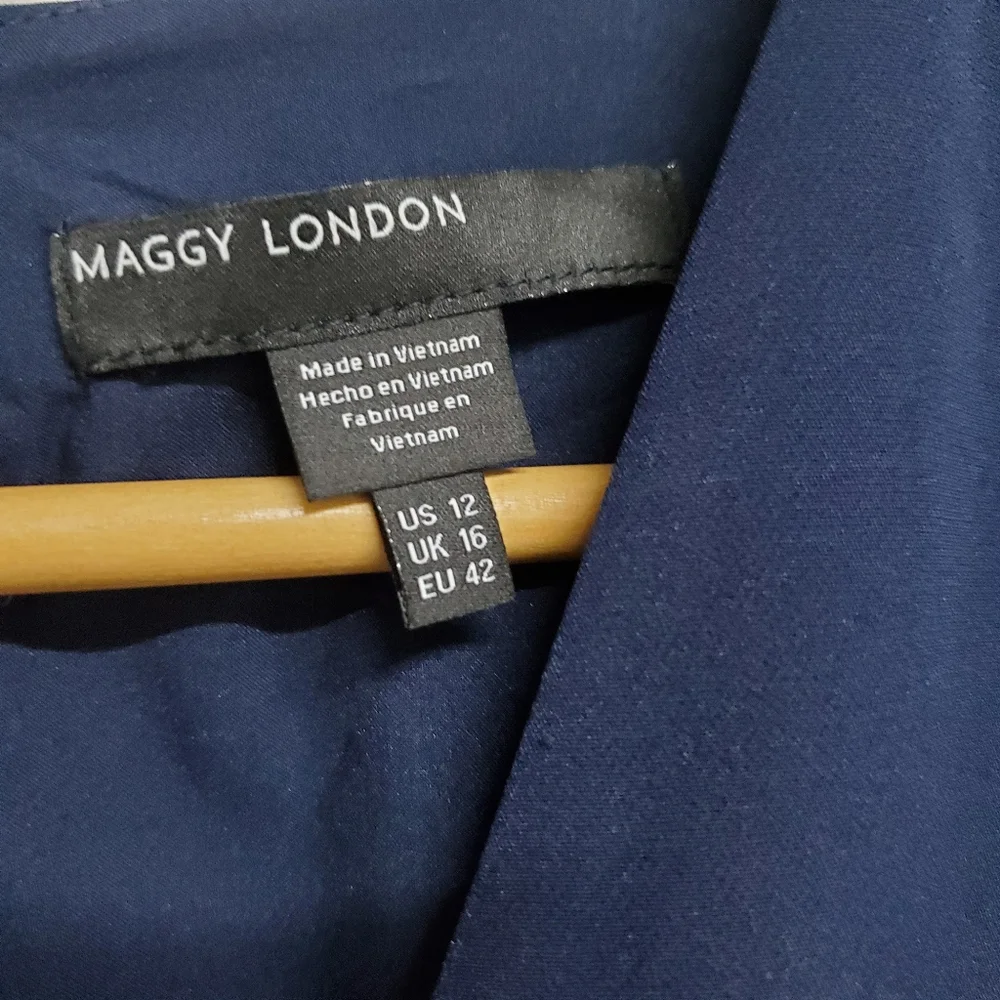 MAGGY LONDON
Made in Vietnam
Hecho en Vietnam
Fabrique en
Vietnam
US 12
UK 16
EU 42